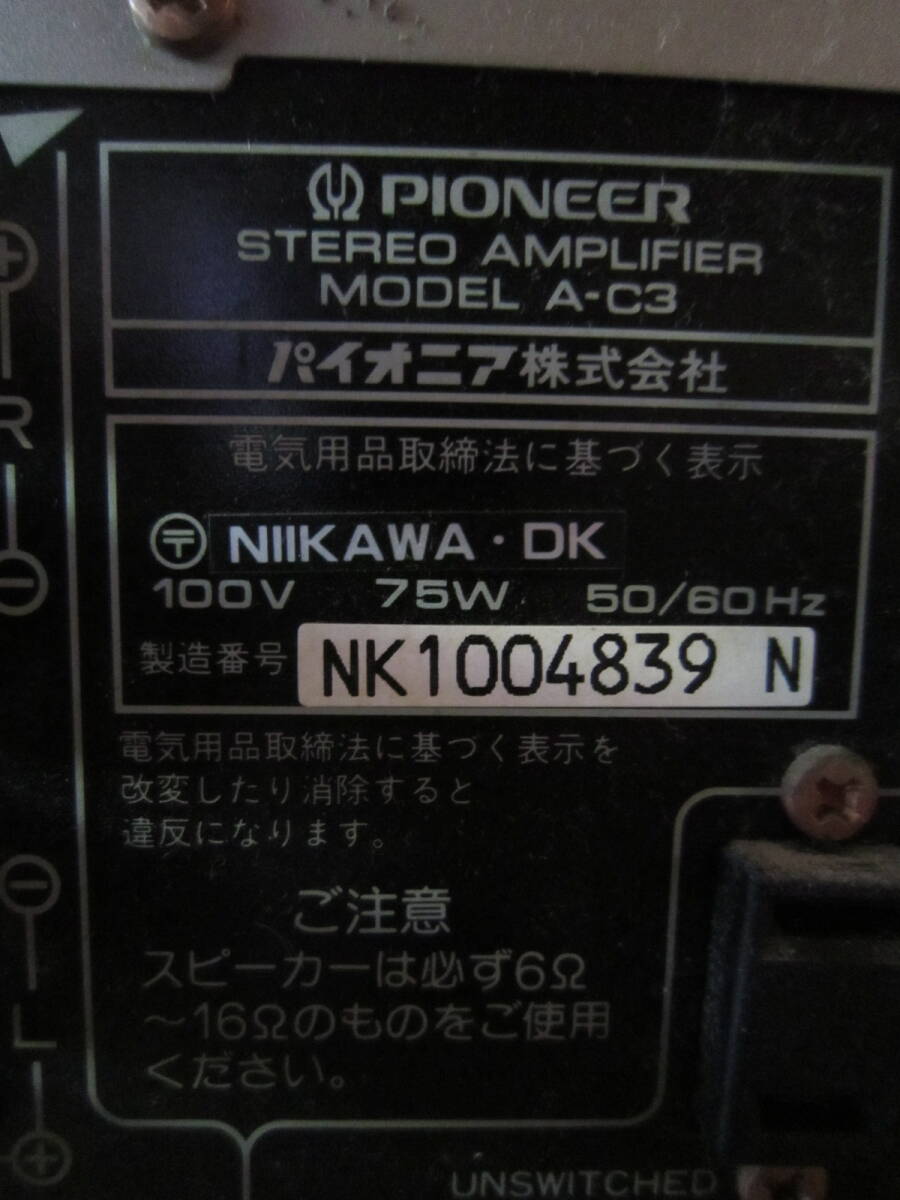 PIONEER
STEREO AMPLIFIER
MODEL A-C3
パイオニア株式会社
電気用品取締法に基づく表示
〶 NIIKAWA・DK
100V 75W 50/60Hz
製造番号 NK1004839 N
電気用品取締法に基づく表示を
改変したり消除すると
違反になります。
ご注意
スピーカーは必ず6Ω
～16Ωのものをご使用
ください。
⊕
R
⊖
⊖
L
⊕
UNSWITCHED